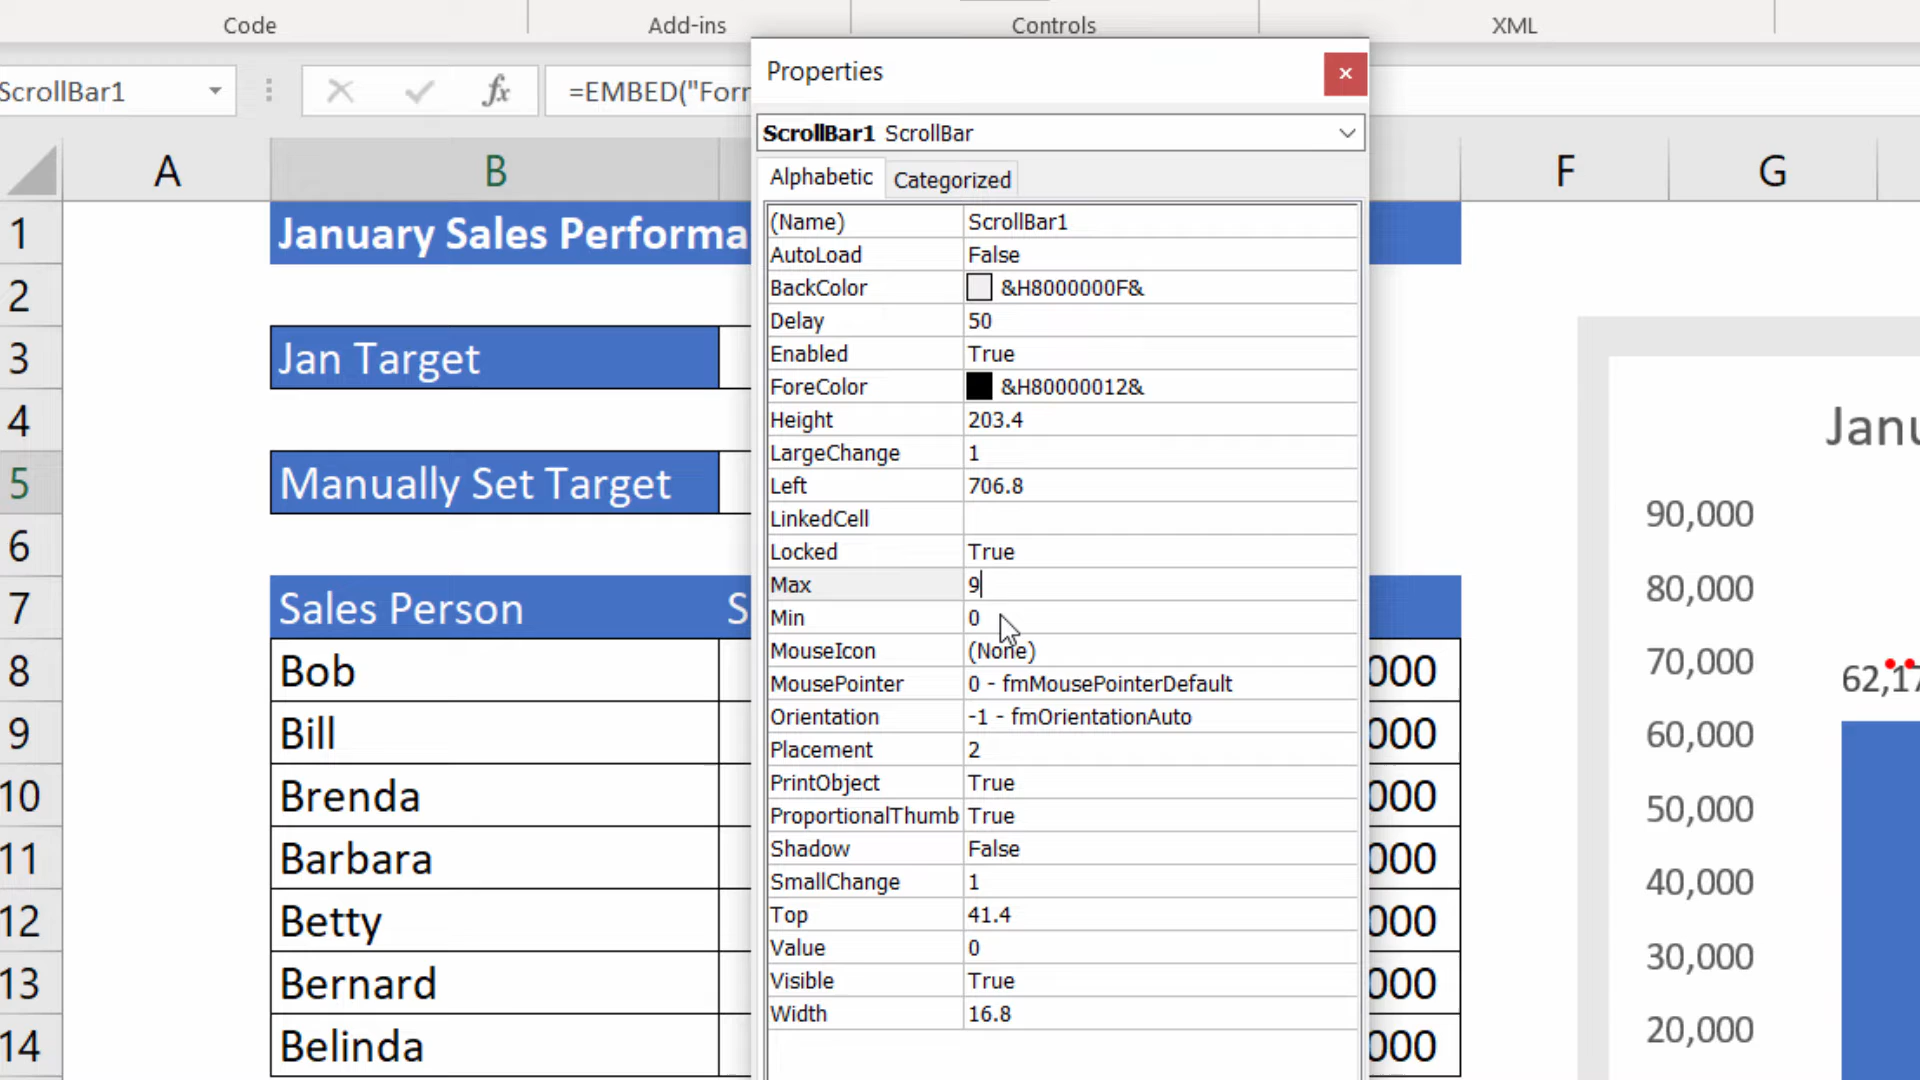 Code Add-ins Controls XML
Properties
ScrollBar1 fx =EMBED("Forr
ScrollBar1 ScrollBar
Alphabetic Categorized
A B F G
(Name) ScrollBar1
1 January Sales Performa
AutoLoad False
BackColor &H8000000F&
2
Delay 50
Enabled True
3 Jan Target
ForeColor &H80000012&
Height 203.4
4
Janu
LargeChange 1
5 Manually Set Target
Left 706.8
90,000
LinkedCell
6
Locked True
Max 9
80,000
7 Sales Person S
Min 0
MouseIcon (None)
70,000
8 Bob 000
62,17
MousePointer 0 - fmMousePointerDefault
Orientation -1 - fmOrientationAuto
9 Bill 000
60,000
Placement 2
PrintObject True
10 Brenda 000
50,000
ProportionalThumb True
Shadow False
11 Barbara 000
SmallChange 1
40,000
Top 41.4
12 Betty 000
Value 0
30,000
Visible True
13 Bernard 000
Width 16.8
20,000
14 Belinda 000